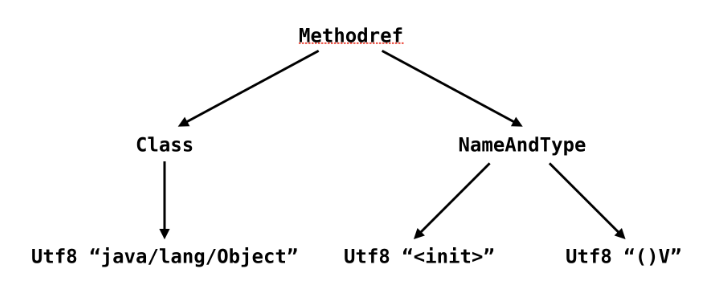 Methodref
Class NameAndType
Utf8 “java/lang/Object” Utf8 “<init>” Utf8 “()V”